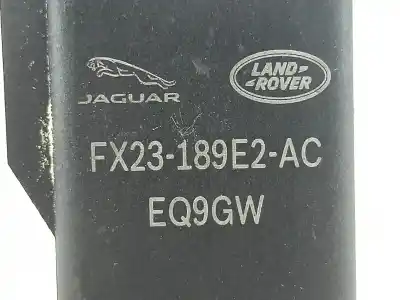 JAGUAR
LAND-
ROVER
FX23-189E2-AC
EQ9GW